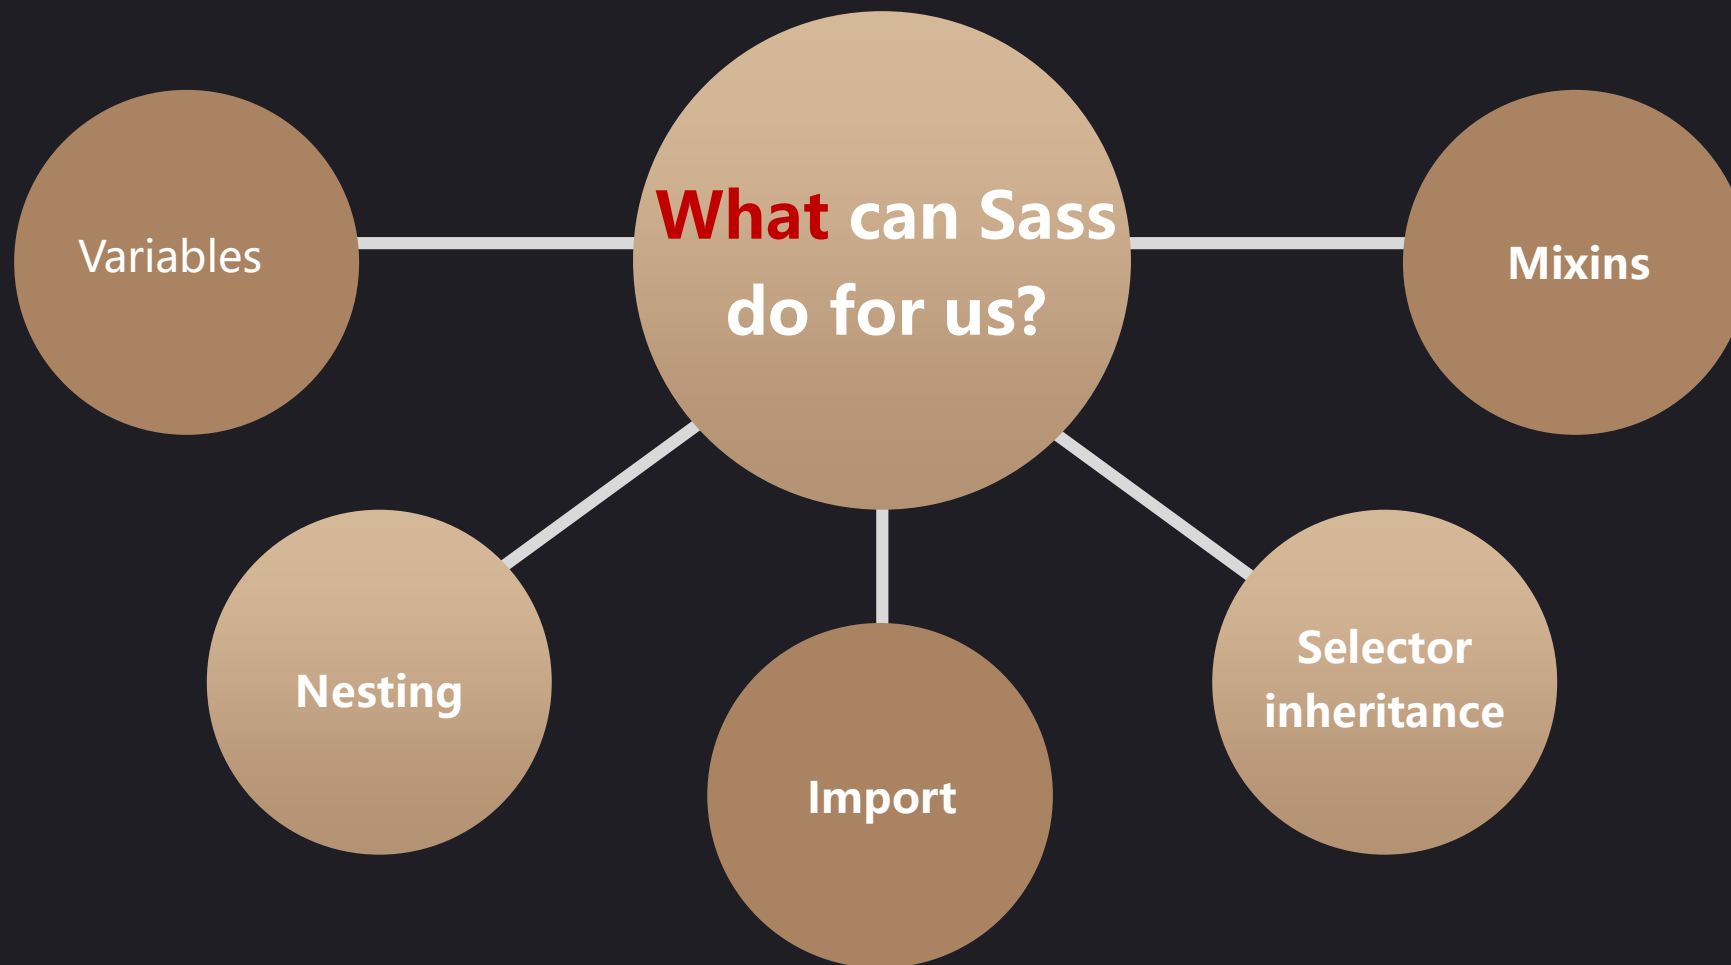 What can Sass
do for us?
Variables
Mixins
Nesting
Import
Selector
inheritance